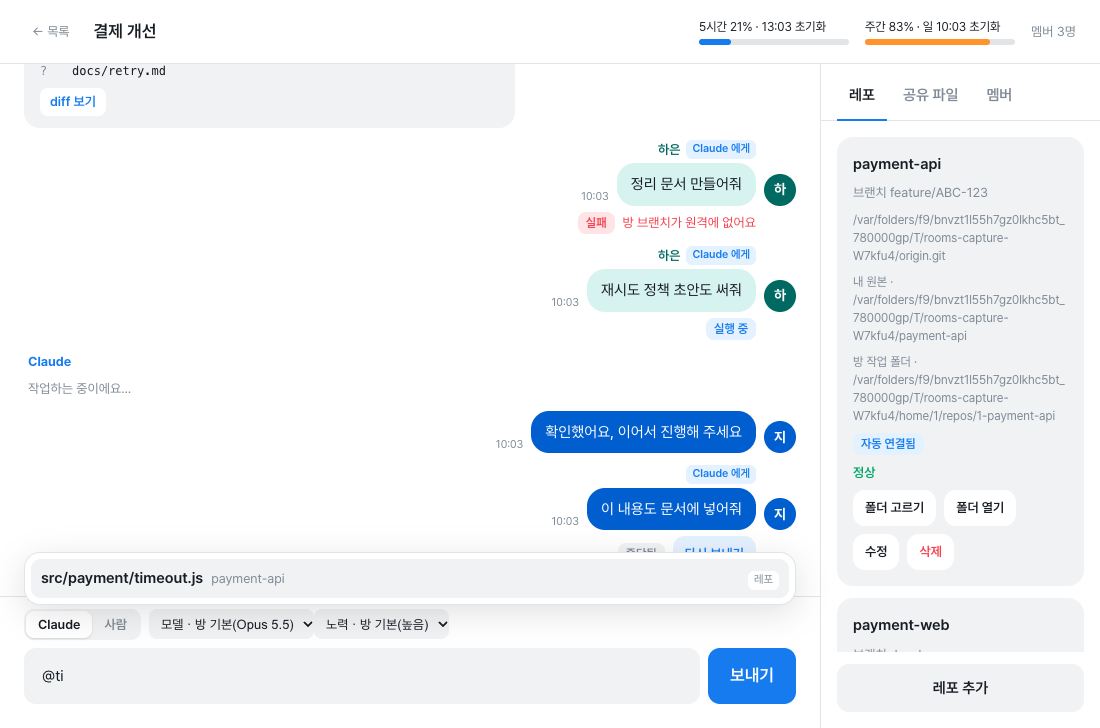 ← 목록
결제 개선
5시간 21% · 13:03 초기화
주간 83% · 일 10:03 초기화
멤버 3명
? docs/retry.md
diff 보기
하은 Claude 에게
정리 문서 만들어줘
하
10:03
실패 방 브랜치가 원격에 없어요
하은 Claude 에게
재시도 정책 초안도 써줘
하
10:03
실행 중
Claude
작업하는 중이에요...
확인했어요, 이어서 진행해 주세요
지
10:03
Claude 에게
이 내용도 문서에 넣어줘
지
10:03
src/payment/timeout.js payment-api 레포
Claude 사람 모델 · 방 기본(Opus 5.5) 노력 · 방 기본(높음)
@ti
보내기
레포 공유 파일 멤버
payment-api
브랜치 feature/ABC-123
/var/folders/f9/bnvzt1l55h7gz0lkhc5bt_
780000gp/T/rooms-capture-
W7kfu4/origin.git
내 원본 ·
/var/folders/f9/bnvzt1l55h7gz0lkhc5bt_
780000gp/T/rooms-capture-
W7kfu4/payment-api
방 작업 폴더 ·
/var/folders/f9/bnvzt1l55h7gz0lkhc5bt_
780000gp/T/rooms-capture-
W7kfu4/home/1/repos/1-payment-api
자동 연결됨
정상
폴더 고르기 폴더 열기
수정 삭제
payment-web
레포 추가